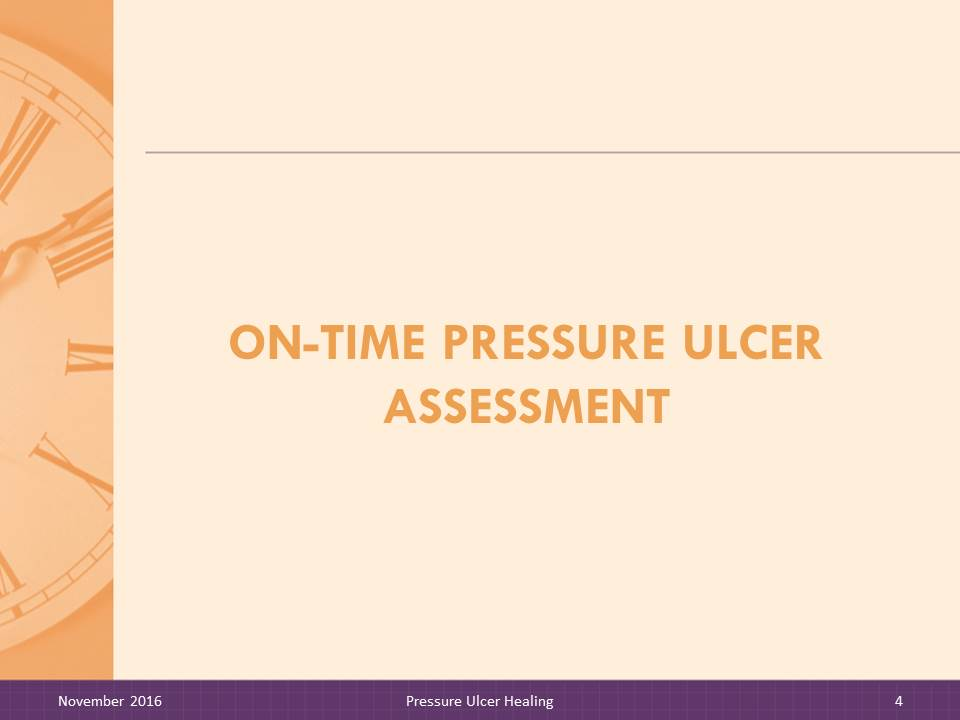 ON-TIME PRESSURE ULCER
ASSESSMENT
November 2016
Pressure Ulcer Healing
4